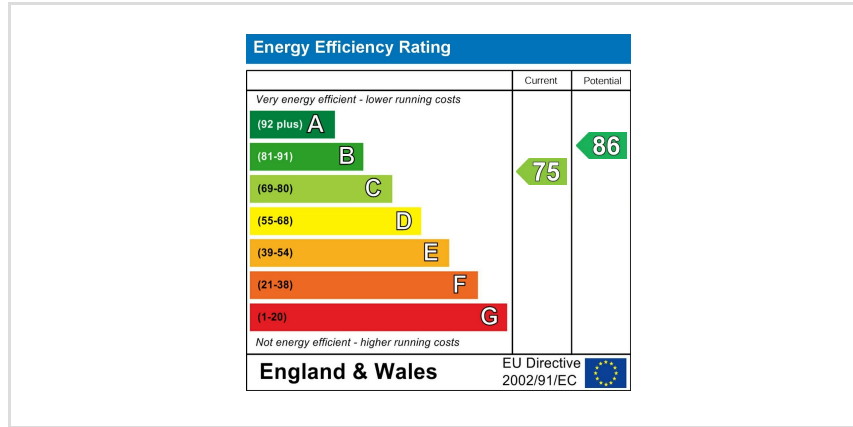 Energy Efficiency Rating
Current Potential
Very energy efficient - lower running costs
(92 plus) A
(81-91) B
(69-80) C
(55-68) D
(39-54) E
(21-38) F
(1-20) G
75
86
Not energy efficient - higher running costs
England & Wales
EU Directive
2002/91/EC